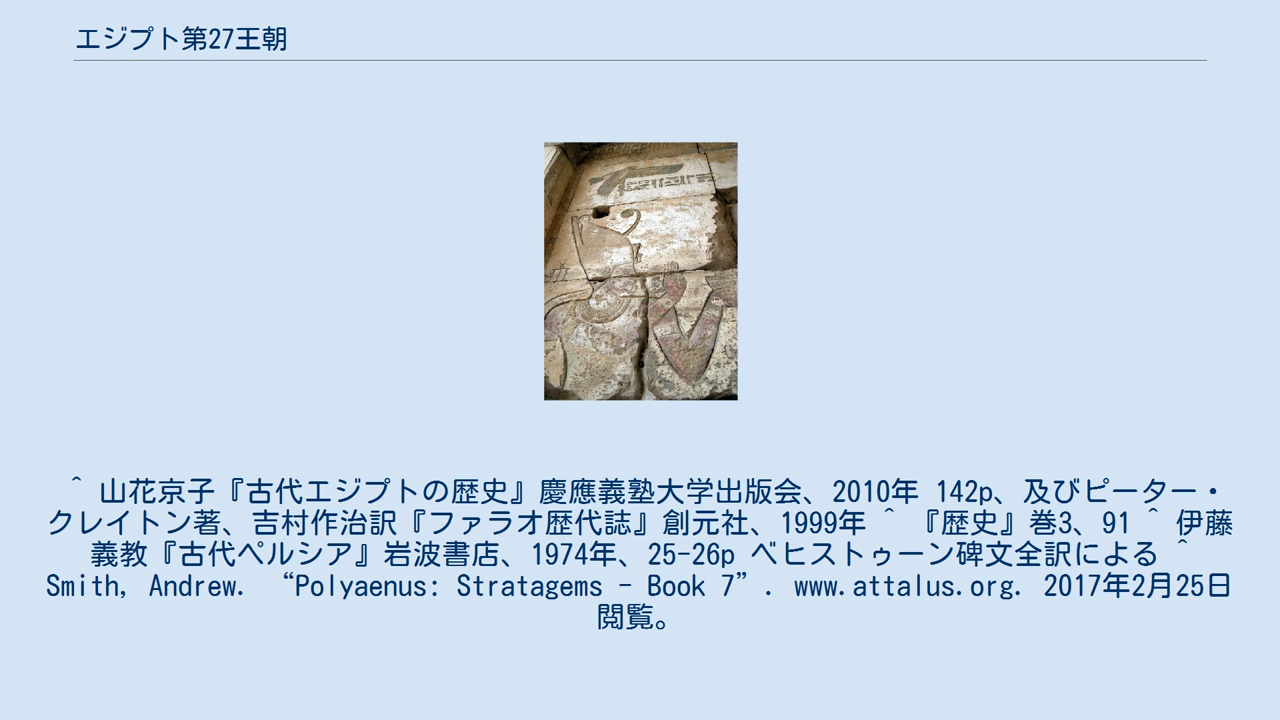 エジプト第27王朝
^ 山花京子『古代エジプトの歴史』慶應義塾大学出版会、2010年 142p、及びピーター・
クレイトン著、吉村作治訳『ファラオ歴代誌』創元社、1999年 ^ 『歴史』巻3、91 ^ 伊藤
義教『古代ペルシア』岩波書店、1974年、25-26p ベヒストゥーン碑文全訳による ^
Smith, Andrew. “Polyaenus: Stratagems - Book 7”. www.attalus.org. 2017年2月25日
閲覧。